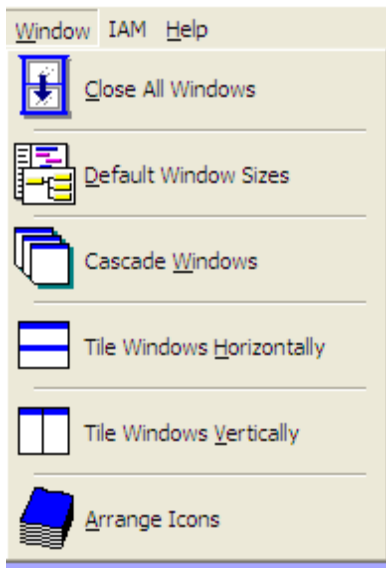 Window IAM Help
Close All Windows
Default Window Sizes
Cascade Windows
Tile Windows Horizontally
Tile Windows Vertically
Arrange Icons